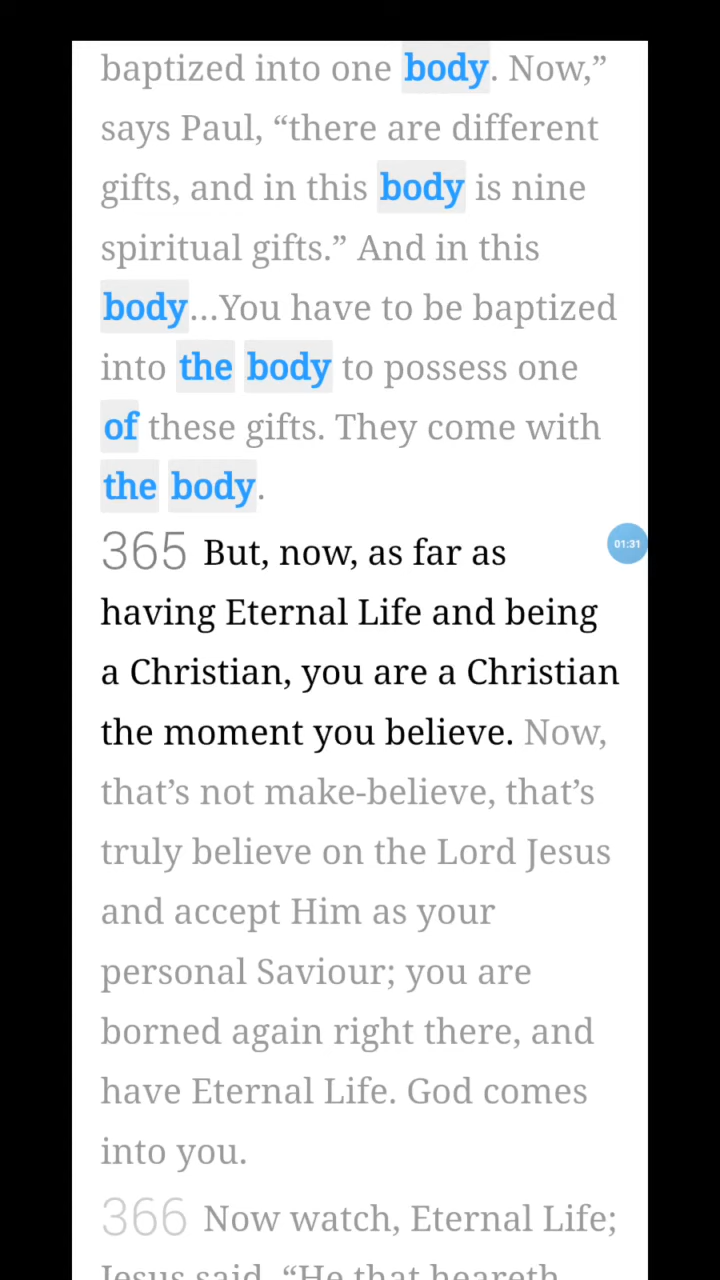 baptized into one body. Now,”
says Paul, “there are different
gifts, and in this body is nine
spiritual gifts.” And in this
body...You have to be baptized
into the body to possess one
of these gifts. They come with
the body.
365 But, now, as far as
01:31
having Eternal Life and being
a Christian, you are a Christian
the moment you believe. Now,
that’s not make-believe, that’s
truly believe on the Lord Jesus
and accept Him as your
personal Saviour; you are
borned again right there, and
have Eternal Life. God comes
into you.
366 Now watch, Eternal Life;
Jesus said, “He that heareth